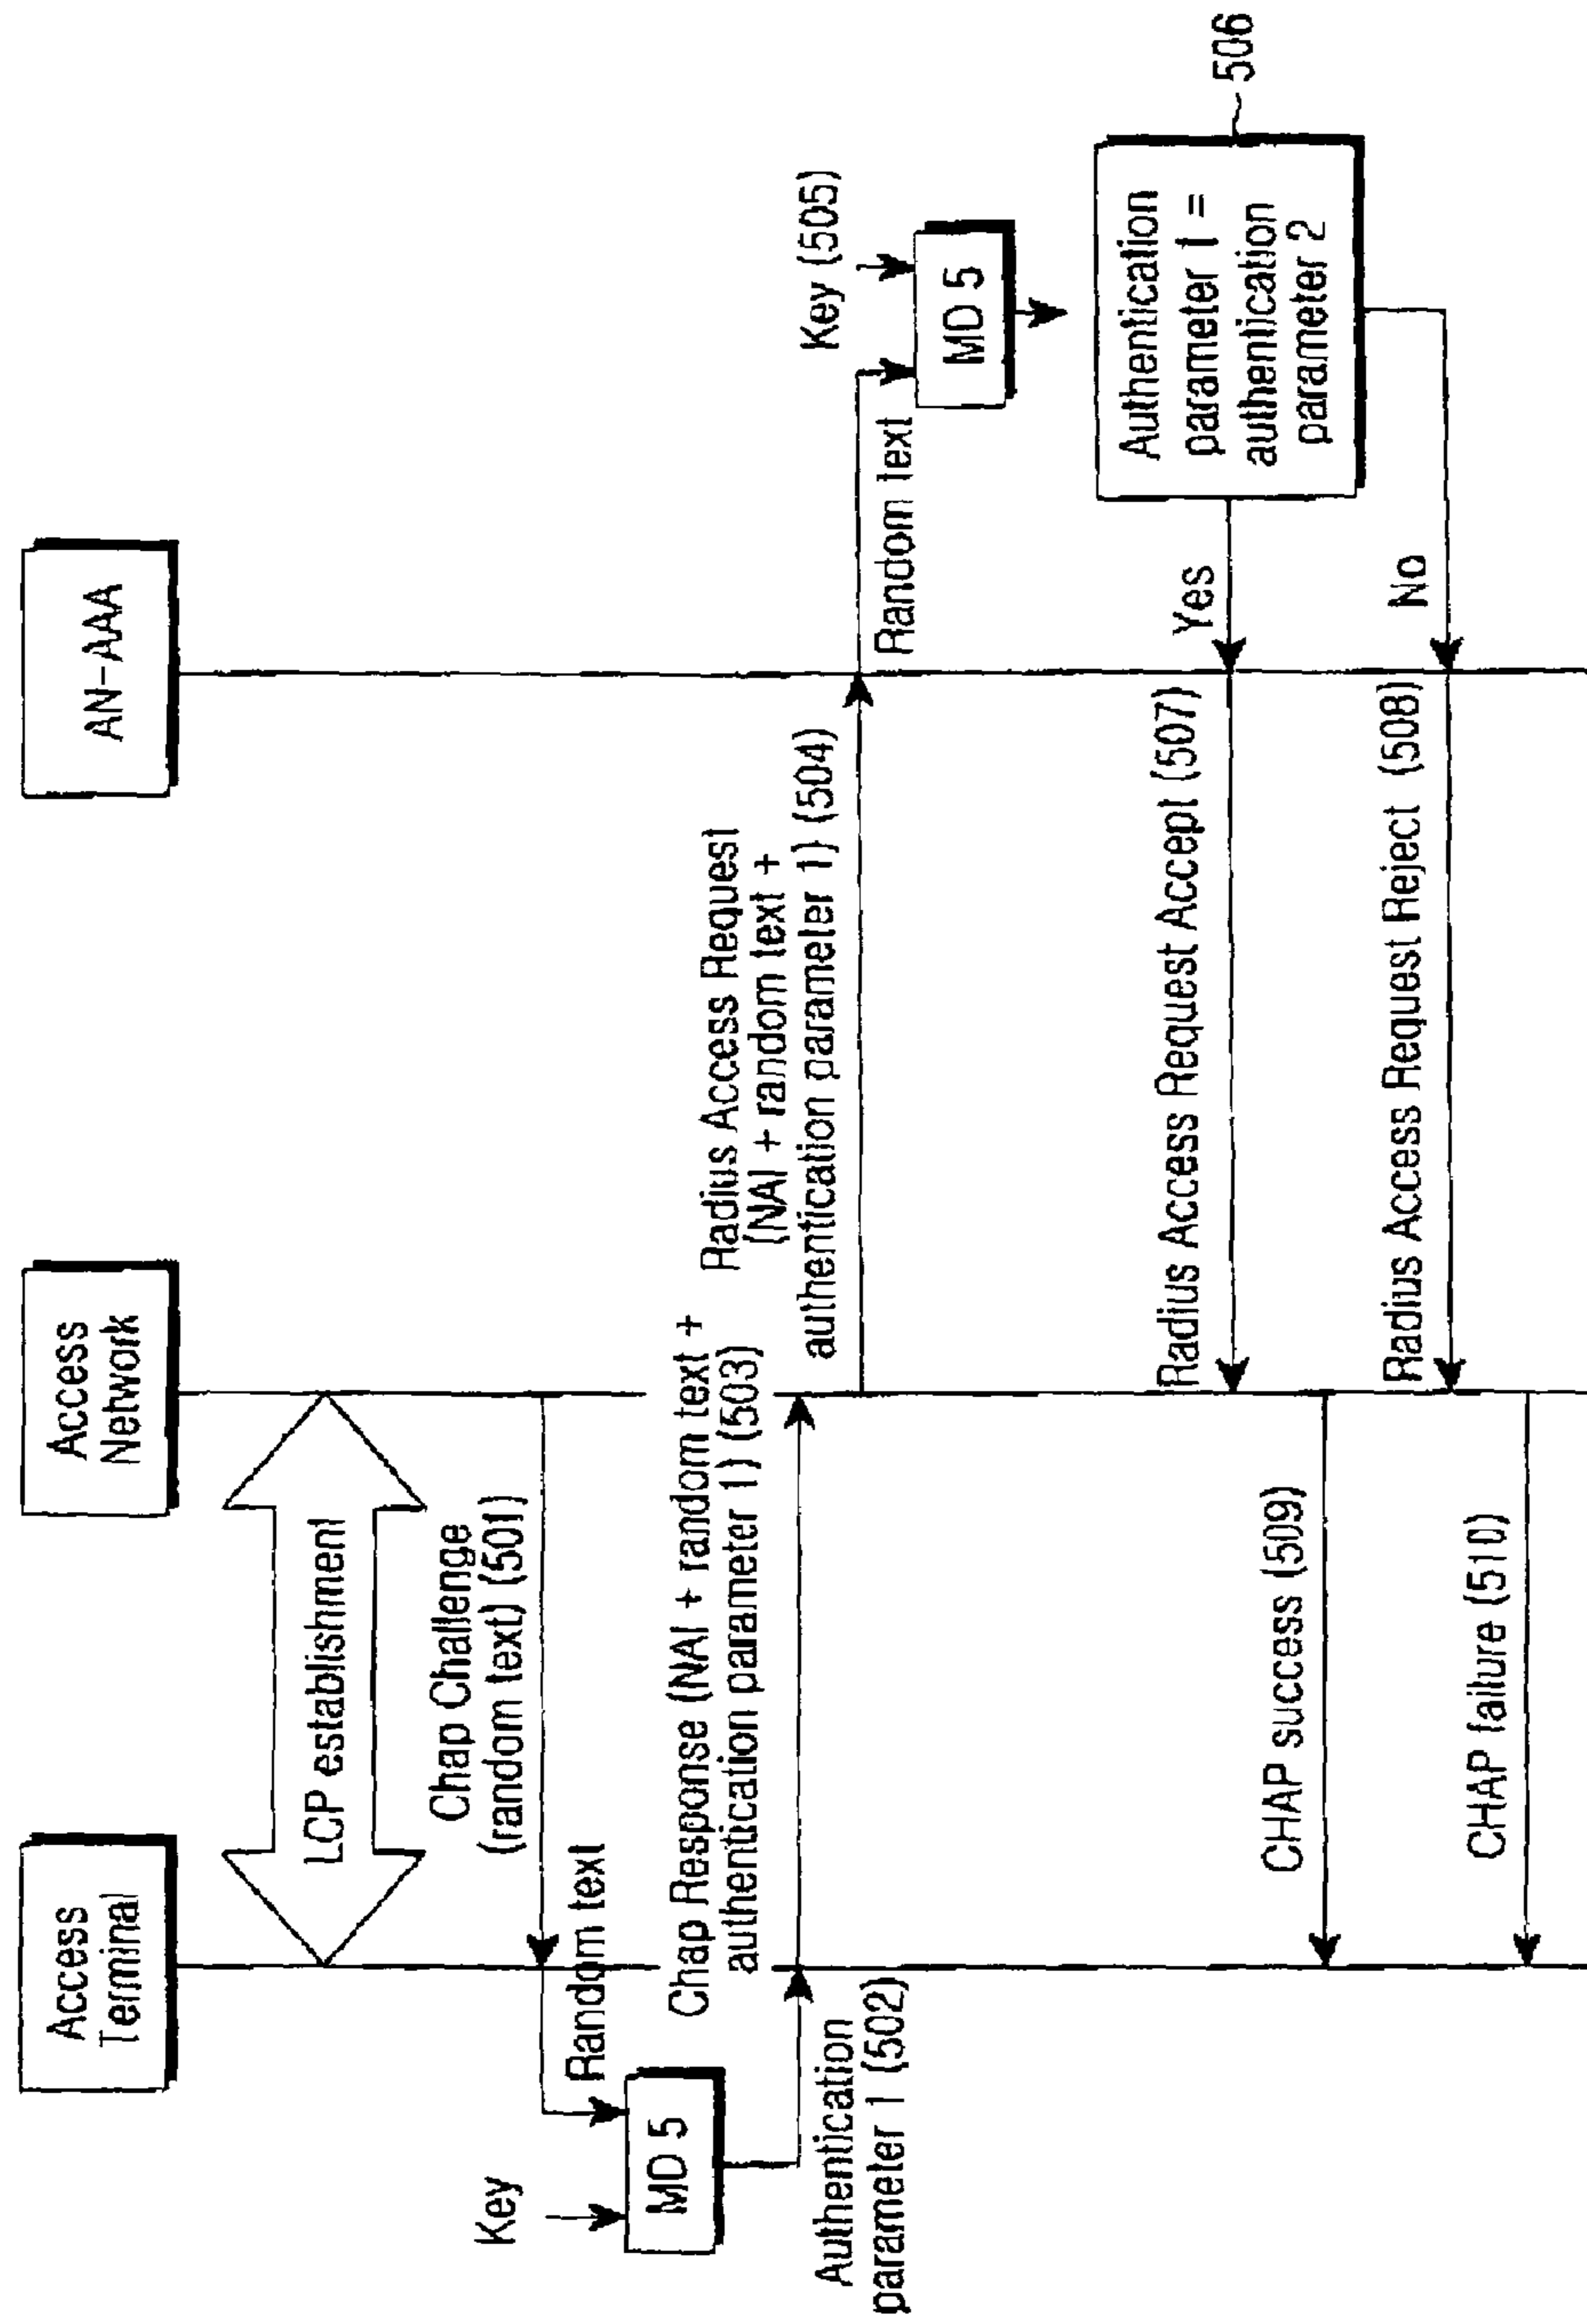 Access
Terminal
Access
Network
AN-AAA
LCP establishment
Chap Challenge
(random text) (501)
Key
Random text
MD 5
Chap Response (NAI + random text +
authentication parameter 1) (503)
Authentication
parameter 1 (502)
Radius Access Request
(NAI + random text +
authentication parameter 1) (504)
Random text
Key (505)
MD 5
Authentication
parameter 1 =
authentication
parameter 2
506
Yes
Radius Access Request Accept (507)
CHAP success (509)
No
Radius Access Request Reject (508)
CHAP failure (510)